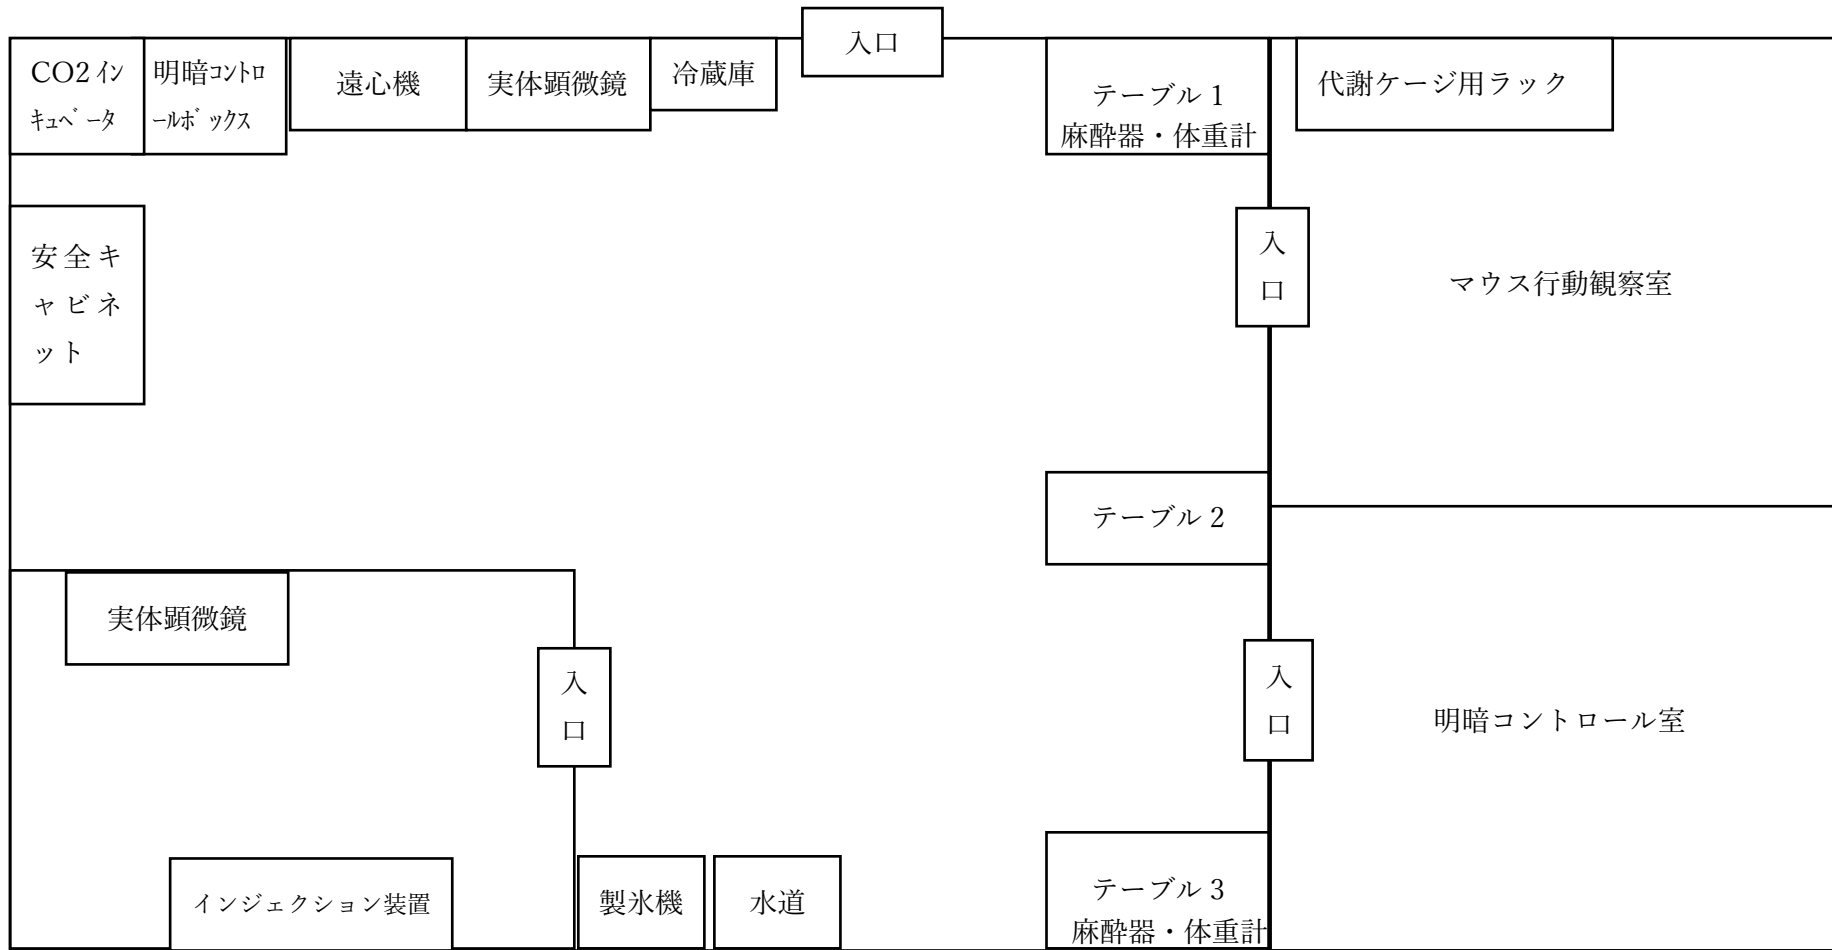 入口
CO2 ｲﾝ
ｷｭﾍﾞｰﾀ
明暗ｺﾝﾄﾛ
ｰﾙﾎﾞｯｸｽ
遠心機
実体顕微鏡
冷蔵庫
テーブル 1
麻酔器・体重計
代謝ケージ用ラック
安全キ
ャビネ
ット
入
口
マウス行動観察室
テーブル 2
実体顕微鏡
入
口
入
口
明暗コントロール室
インジェクション装置
製氷機
水道
テーブル 3
麻酔器・体重計